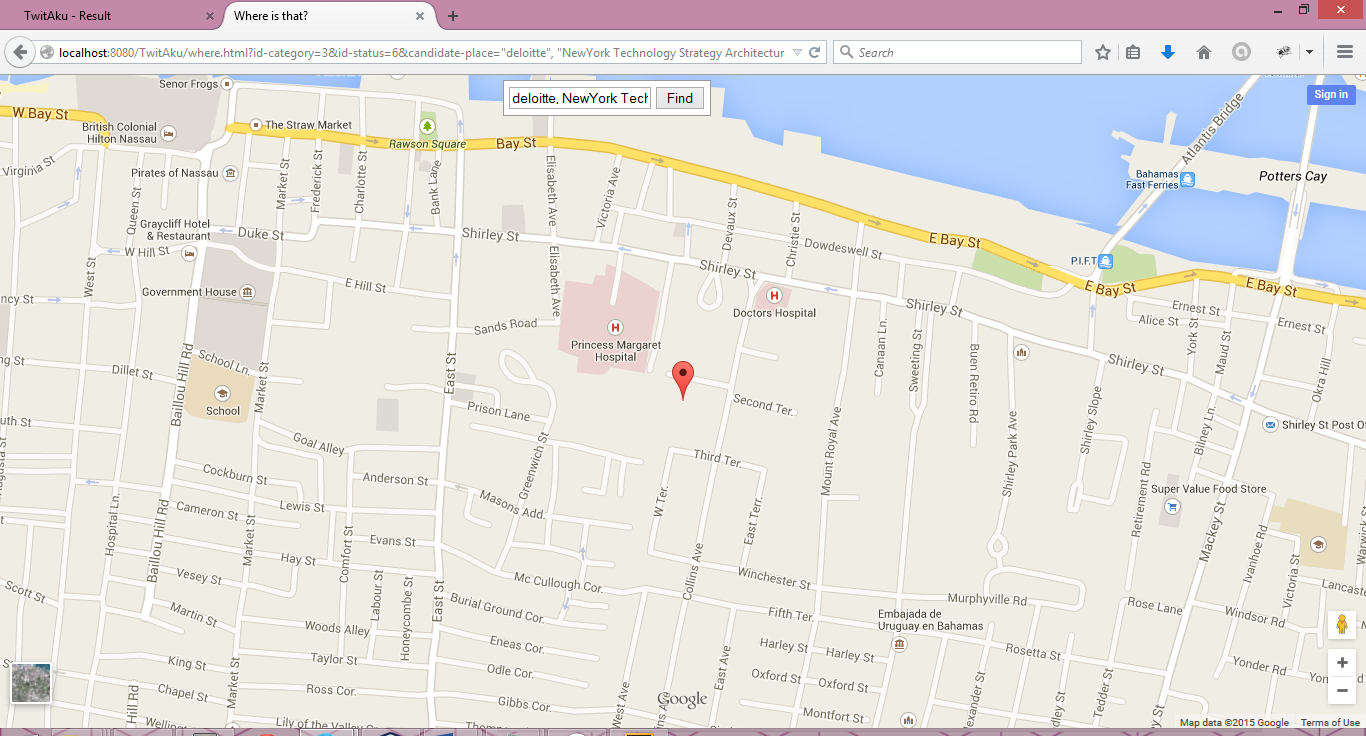 TwitAku - Result
Where is that?
localhost:8080/TwitAku/where.html?id-category=3&id-status=6&candidate-place="deloitte", "NewYork Technology Strategy Architectur
Search
deloitte, NewYork Tech
Find
Sign in
Senor Frogs
W Bay St
British Colonial
Hilton Nassau
The Straw Market
Rawson Square
Bay St
Atlantis Bridge
Virginia St
Pirates of Nassau
Market St
Frederick St
Charlotte St
Bank Lane
Elisabeth Ave
Victoria Ave
Bahamas
Fast Ferries
Potters Cay
Queen St
Graycliff Hotel
& Restaurant
Duke St
Shirley St
Devaux St
Christie St
Dowdeswell St
E Bay St
W Hill St
West St
E Hill St
Elisabeth Ave
Shirley St
P.I.F.T
E Bay St
E Bay St
Government House
Doctors Hospital
Shirley St
Ernest St
Alice St
Ernest St
Sands Road
Princess Margaret
Hospital
Canaan Ln.
Sweeting St
Buen Retiro Rd
York St
Maud St
School Ln.
Dillet St
Baillou Hill Rd
Market St
East St
Shirley St
Okra Hill
School
Prison Lane
Second Ter.
Mount Royal Ave
Shirley Park Ave
Shirley Slope
Bilney Ln.
Shirley St Post Of
Goal Alley
Greenwich St
Third Ter.
Cockburn St
Anderson St
Masons Add.
W Ter.
East Terr.
Retirement Rd
Super Value Food Store
Hospital Ln.
Cameron St
Lewis St
Baillou Hill Rd
Market St
Comfort St
Evans St
Collins Ave
Mackey St
Ivanhoe Rd
Hay St
Vesey St
Mc Cullough Cor.
Winchester St
Victoria St
Warwick St
Scott St
Martin St
Labour St
Honeycombe St
East St
Burial Ground Cor.
Fifth Ter.
Murphyville Rd
Rose Lane
Lancaster
Windsor Rd
Woods Alley
Embajada de
Uruguay en Bahamas
Eneas Cor.
Harley St
Harley St
Rosetta St
King St
Taylor St
Odle Cor.
East Ave
Oxford St
Oxford St
Yonder Rd
Chapel St
Market St
Ross Cor.
Gibbs Cor.
West Ave
Google
Montfort St
Tedder St
Lily of the Valley
Map data ©2015 Google
Terms of Use